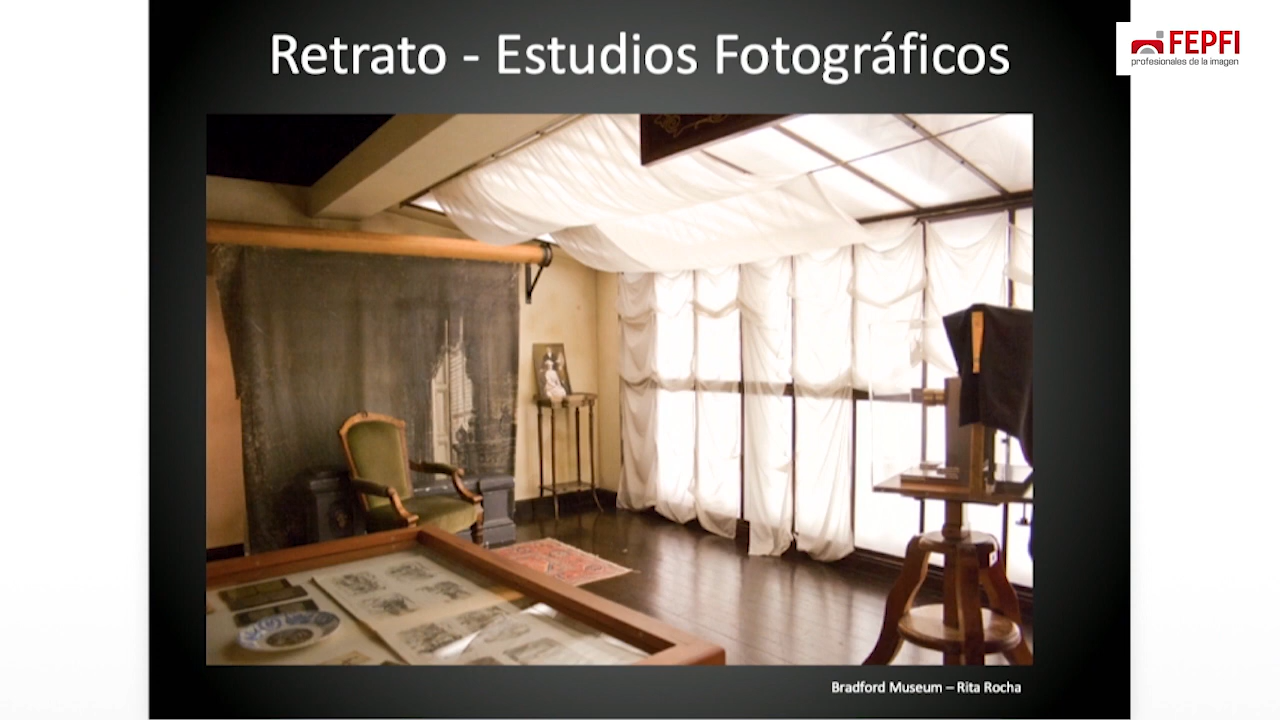 Retrato - Estudios Fotográficos
FEPFI
profesionales de la imagen
Bradford Museum – Rita Rocha